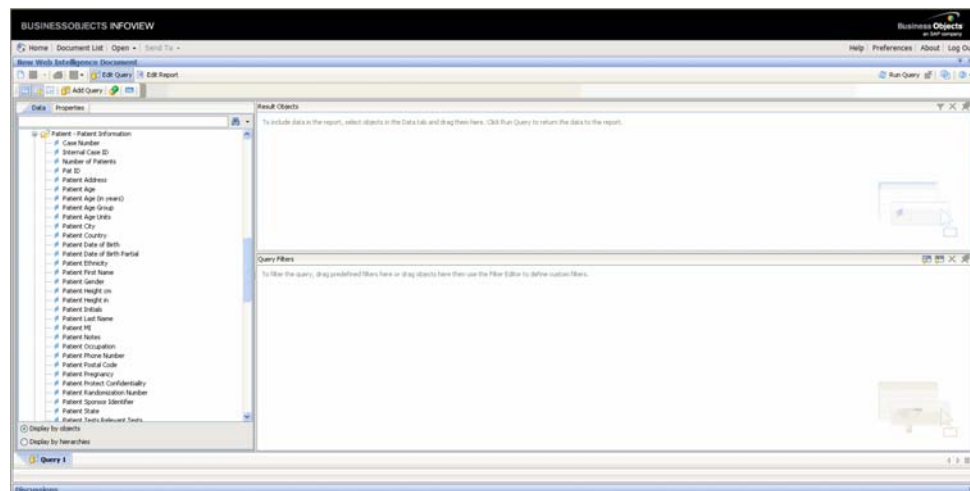 BUSINESSOBJECTS INFOVIEW
Business Objects
an SAP company
Home Document List Open Send To
Help Preferences About Log Ou
New Web Intelligence Document
Edit Query Edit Report
Run Query
Add Query
Data Properties
Result Objects
To include data in the report, select objects in the Data tab and drag them here. Click Run Query to return the data to the report.
Patient - Patient Information
Case Number
Internal Case ID
Number of Patients
Pat ID
Patient Address
Patient Age
Patient Age (in years)
Patient Age Group
Patient Age Units
Patient City
Patient Country
Patient Date of Birth
Patient Date of Birth Partial
Patient Ethnicity
Patient First Name
Patient Gender
Patient Height cm
Patient Height in
Patient Initials
Patient Last Name
Patient MI
Patient Notes
Patient Occupation
Patient Phone Number
Patient Postal Code
Patient Pregnancy
Patient Protect Confidentiality
Patient Randomization Number
Patient Sponsor Identifier
Patient State
Patient Tests Relevant Tests
Query Filters
To filter the query, drag predefined filters here or drag objects here then use the Filter Editor to define custom filters.
Display by objects
Display by hierarchies
Query 1
Discussions